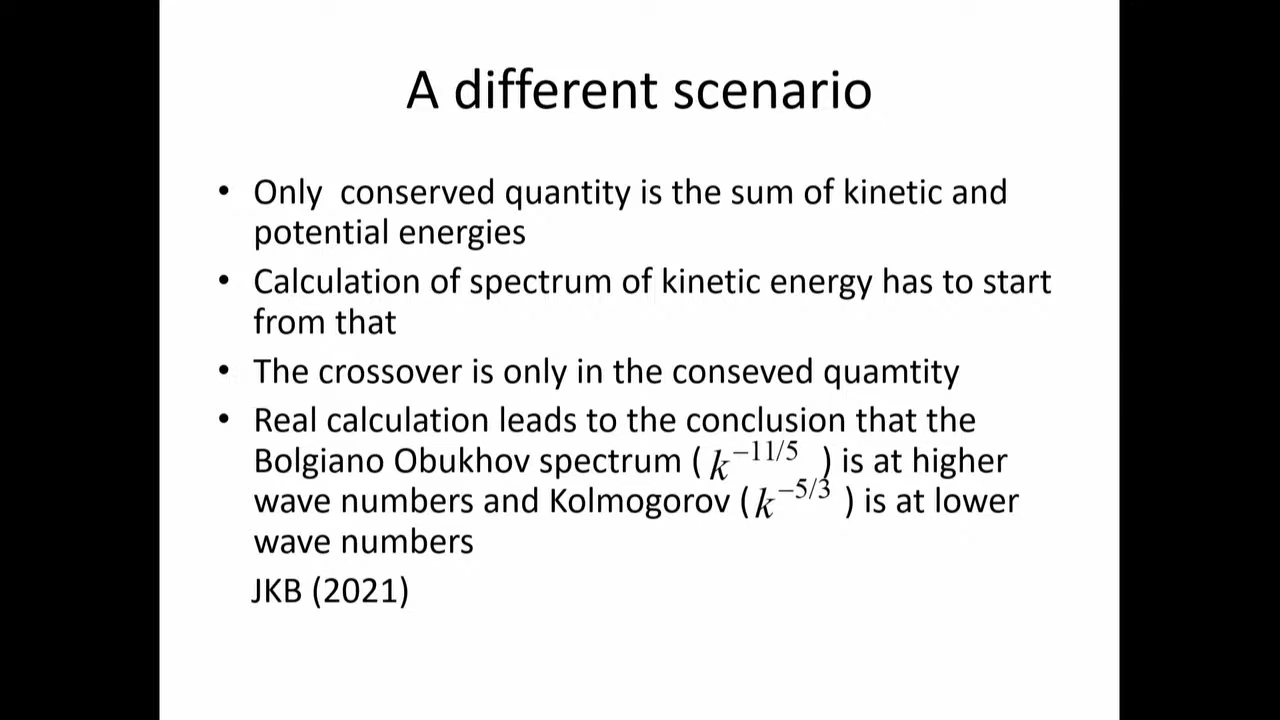 A different scenario
• Only conserved quantity is the sum of kinetic and
potential energies
• Calculation of spectrum of kinetic energy has to start
from that
• The crossover is only in the conseved quamtity
• Real calculation leads to the conclusion that the
Bolgiano Obukhov spectrum ( k^{-11/5} ) is at higher
wave numbers and Kolmogorov ( k^{-5/3} ) is at lower
wave numbers
JKB (2021)